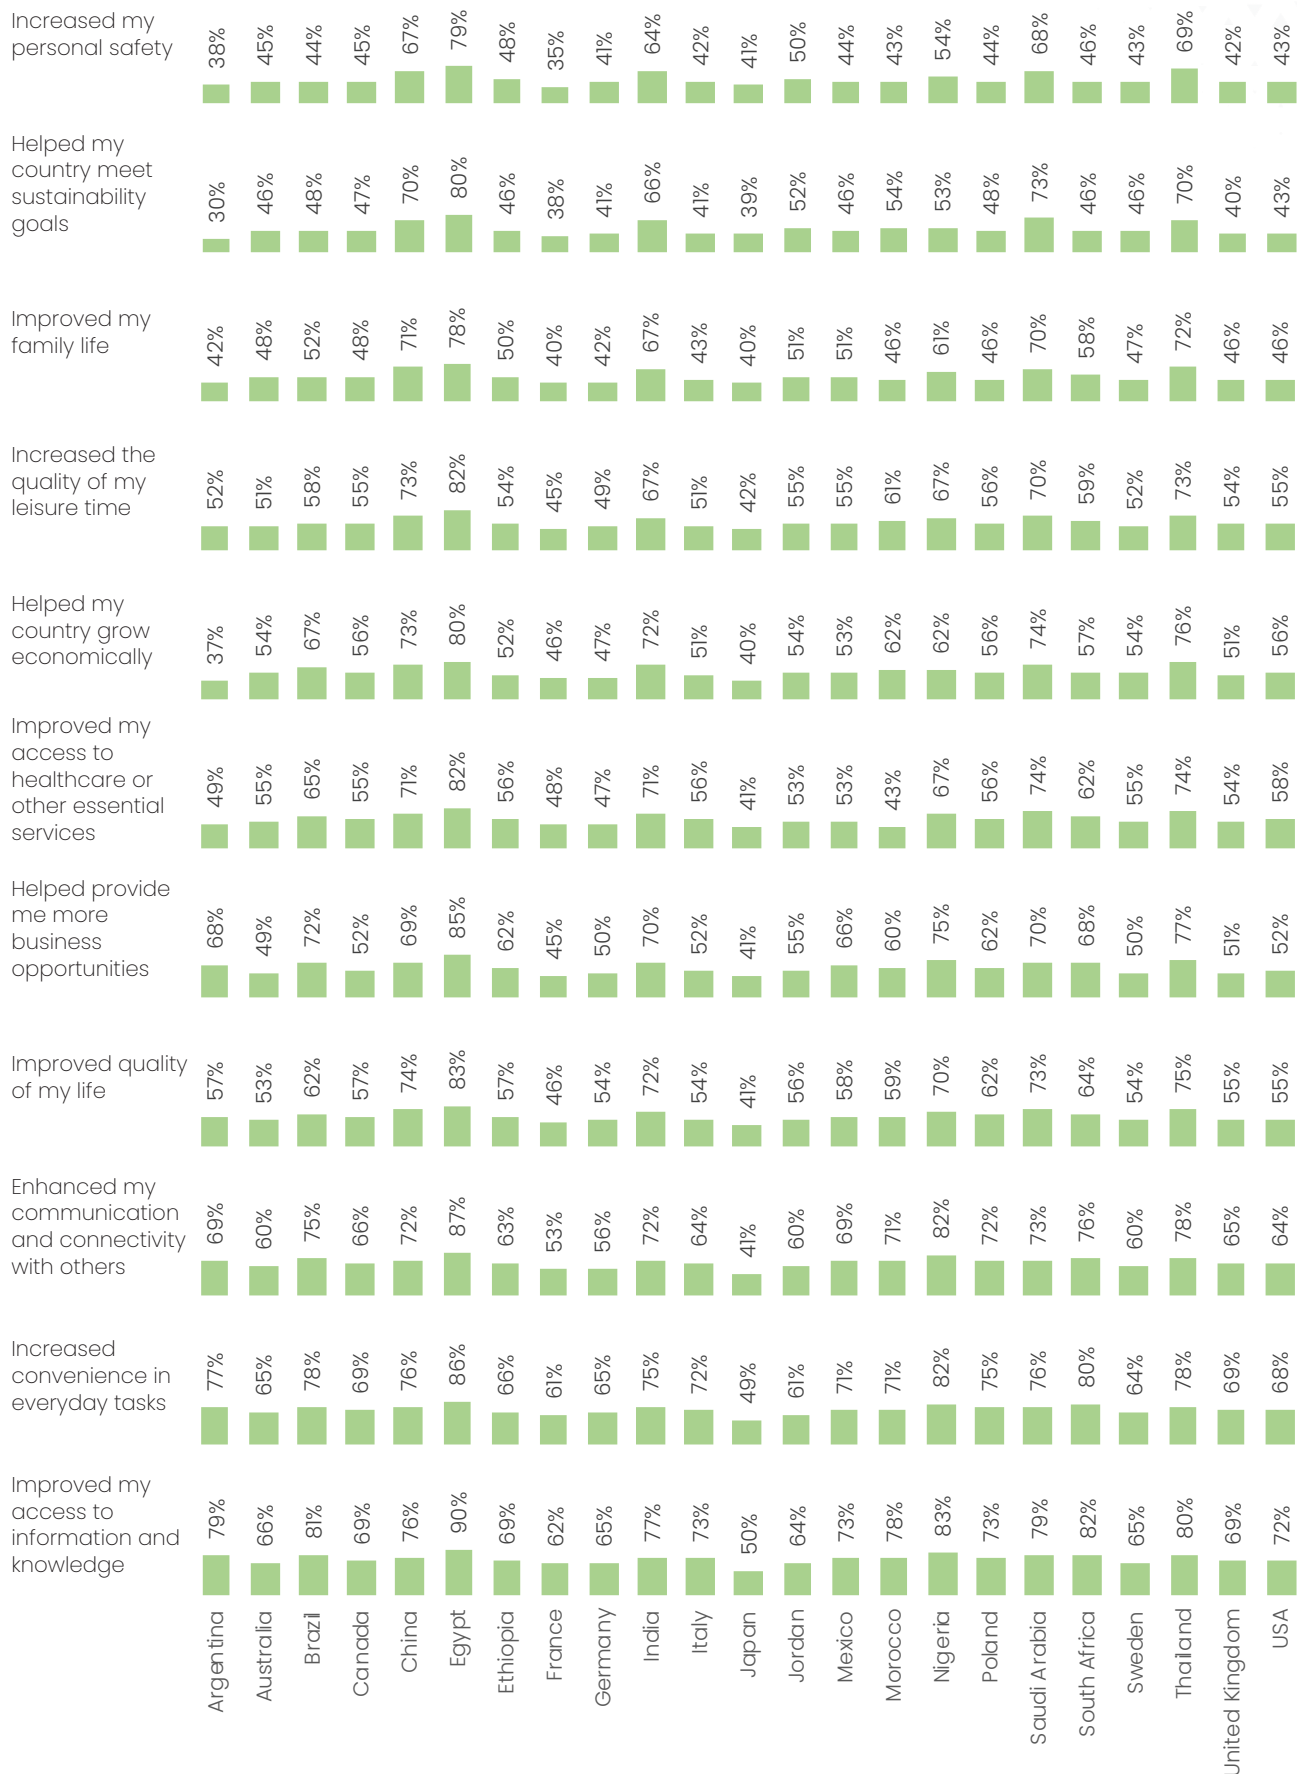 Increased my
personal safety
38% 45% 44% 45% 67% 79% 48% 35% 41% 64% 42% 41% 50% 44% 43% 54% 44% 68% 46% 43% 69% 42% 43%
Helped my
country meet
sustainability
goals
30% 46% 48% 47% 70% 80% 46% 38% 41% 66% 41% 39% 52% 46% 54% 53% 48% 73% 46% 46% 70% 40% 43%
Improved my
family life
42% 48% 52% 48% 71% 78% 50% 40% 42% 67% 43% 40% 51% 51% 46% 61% 46% 70% 58% 47% 72% 46% 46%
Increased the
quality of my
leisure time
52% 51% 58% 55% 73% 82% 54% 45% 49% 67% 51% 42% 55% 55% 61% 67% 56% 70% 59% 52% 73% 54% 55%
Helped my
country grow
economically
37% 54% 67% 56% 73% 80% 52% 46% 47% 72% 51% 40% 54% 53% 62% 62% 56% 74% 57% 54% 76% 51% 56%
Improved my
access to
healthcare or
other essential
services
49% 55% 65% 55% 71% 82% 56% 48% 47% 71% 56% 41% 53% 53% 43% 67% 56% 74% 62% 55% 74% 54% 58%
Helped provide
me more
business
opportunities
68% 49% 72% 52% 69% 85% 62% 45% 50% 70% 52% 41% 55% 66% 60% 75% 62% 70% 68% 50% 77% 51% 52%
Improved quality
of my life
57% 53% 62% 57% 74% 83% 57% 46% 54% 72% 54% 41% 56% 58% 59% 70% 62% 73% 64% 54% 75% 55% 55%
Enhanced my
communication
and connectivity
with others
69% 60% 75% 66% 72% 87% 63% 53% 56% 72% 64% 41% 60% 69% 71% 82% 72% 73% 76% 60% 78% 65% 64%
Increased
convenience in
everyday tasks
77% 65% 78% 69% 76% 86% 66% 61% 65% 75% 72% 49% 61% 71% 71% 82% 75% 76% 80% 64% 78% 69% 68%
Improved my
access to
information and
knowledge
79% 66% 81% 69% 76% 90% 69% 62% 65% 77% 73% 50% 64% 73% 78% 83% 73% 79% 82% 65% 80% 69% 72%
Argentina
Australia
Brazil
Canada
China
Egypt
Ethiopia
France
Germany
India
Italy
Japan
Jordan
Mexico
Morocco
Nigeria
Poland
Saudi Arabia
South Africa
Sweden
Thailand
United Kingdom
USA